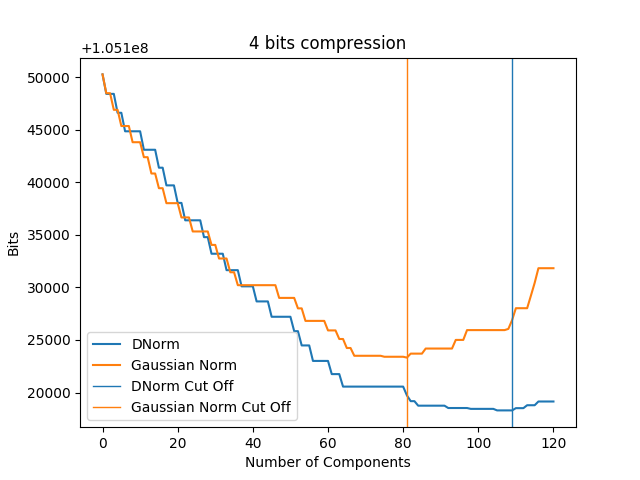 4 bits compression
+1.051e8
50000
45000
40000
35000
30000
25000
20000
Bits
DNorm
Gaussian Norm
DNorm Cut Off
Gaussian Norm Cut Off
0 20 40 60 80 100 120
Number of Components